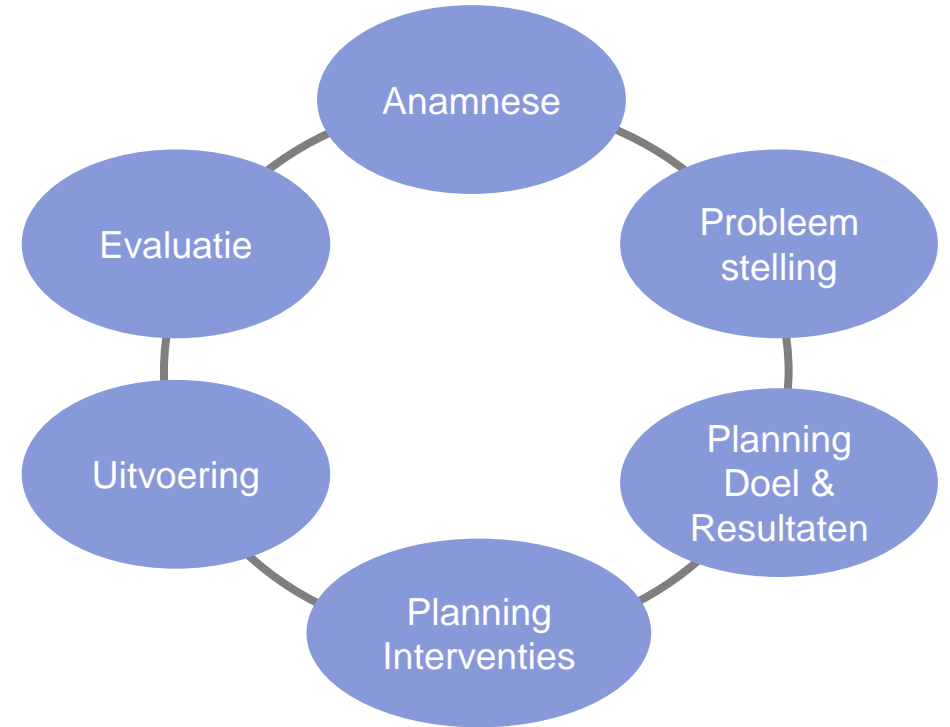 Anamnese
Probleem
stelling
Planning
Doel &
Resultaten
Planning
Interventies
Uitvoering
Evaluatie